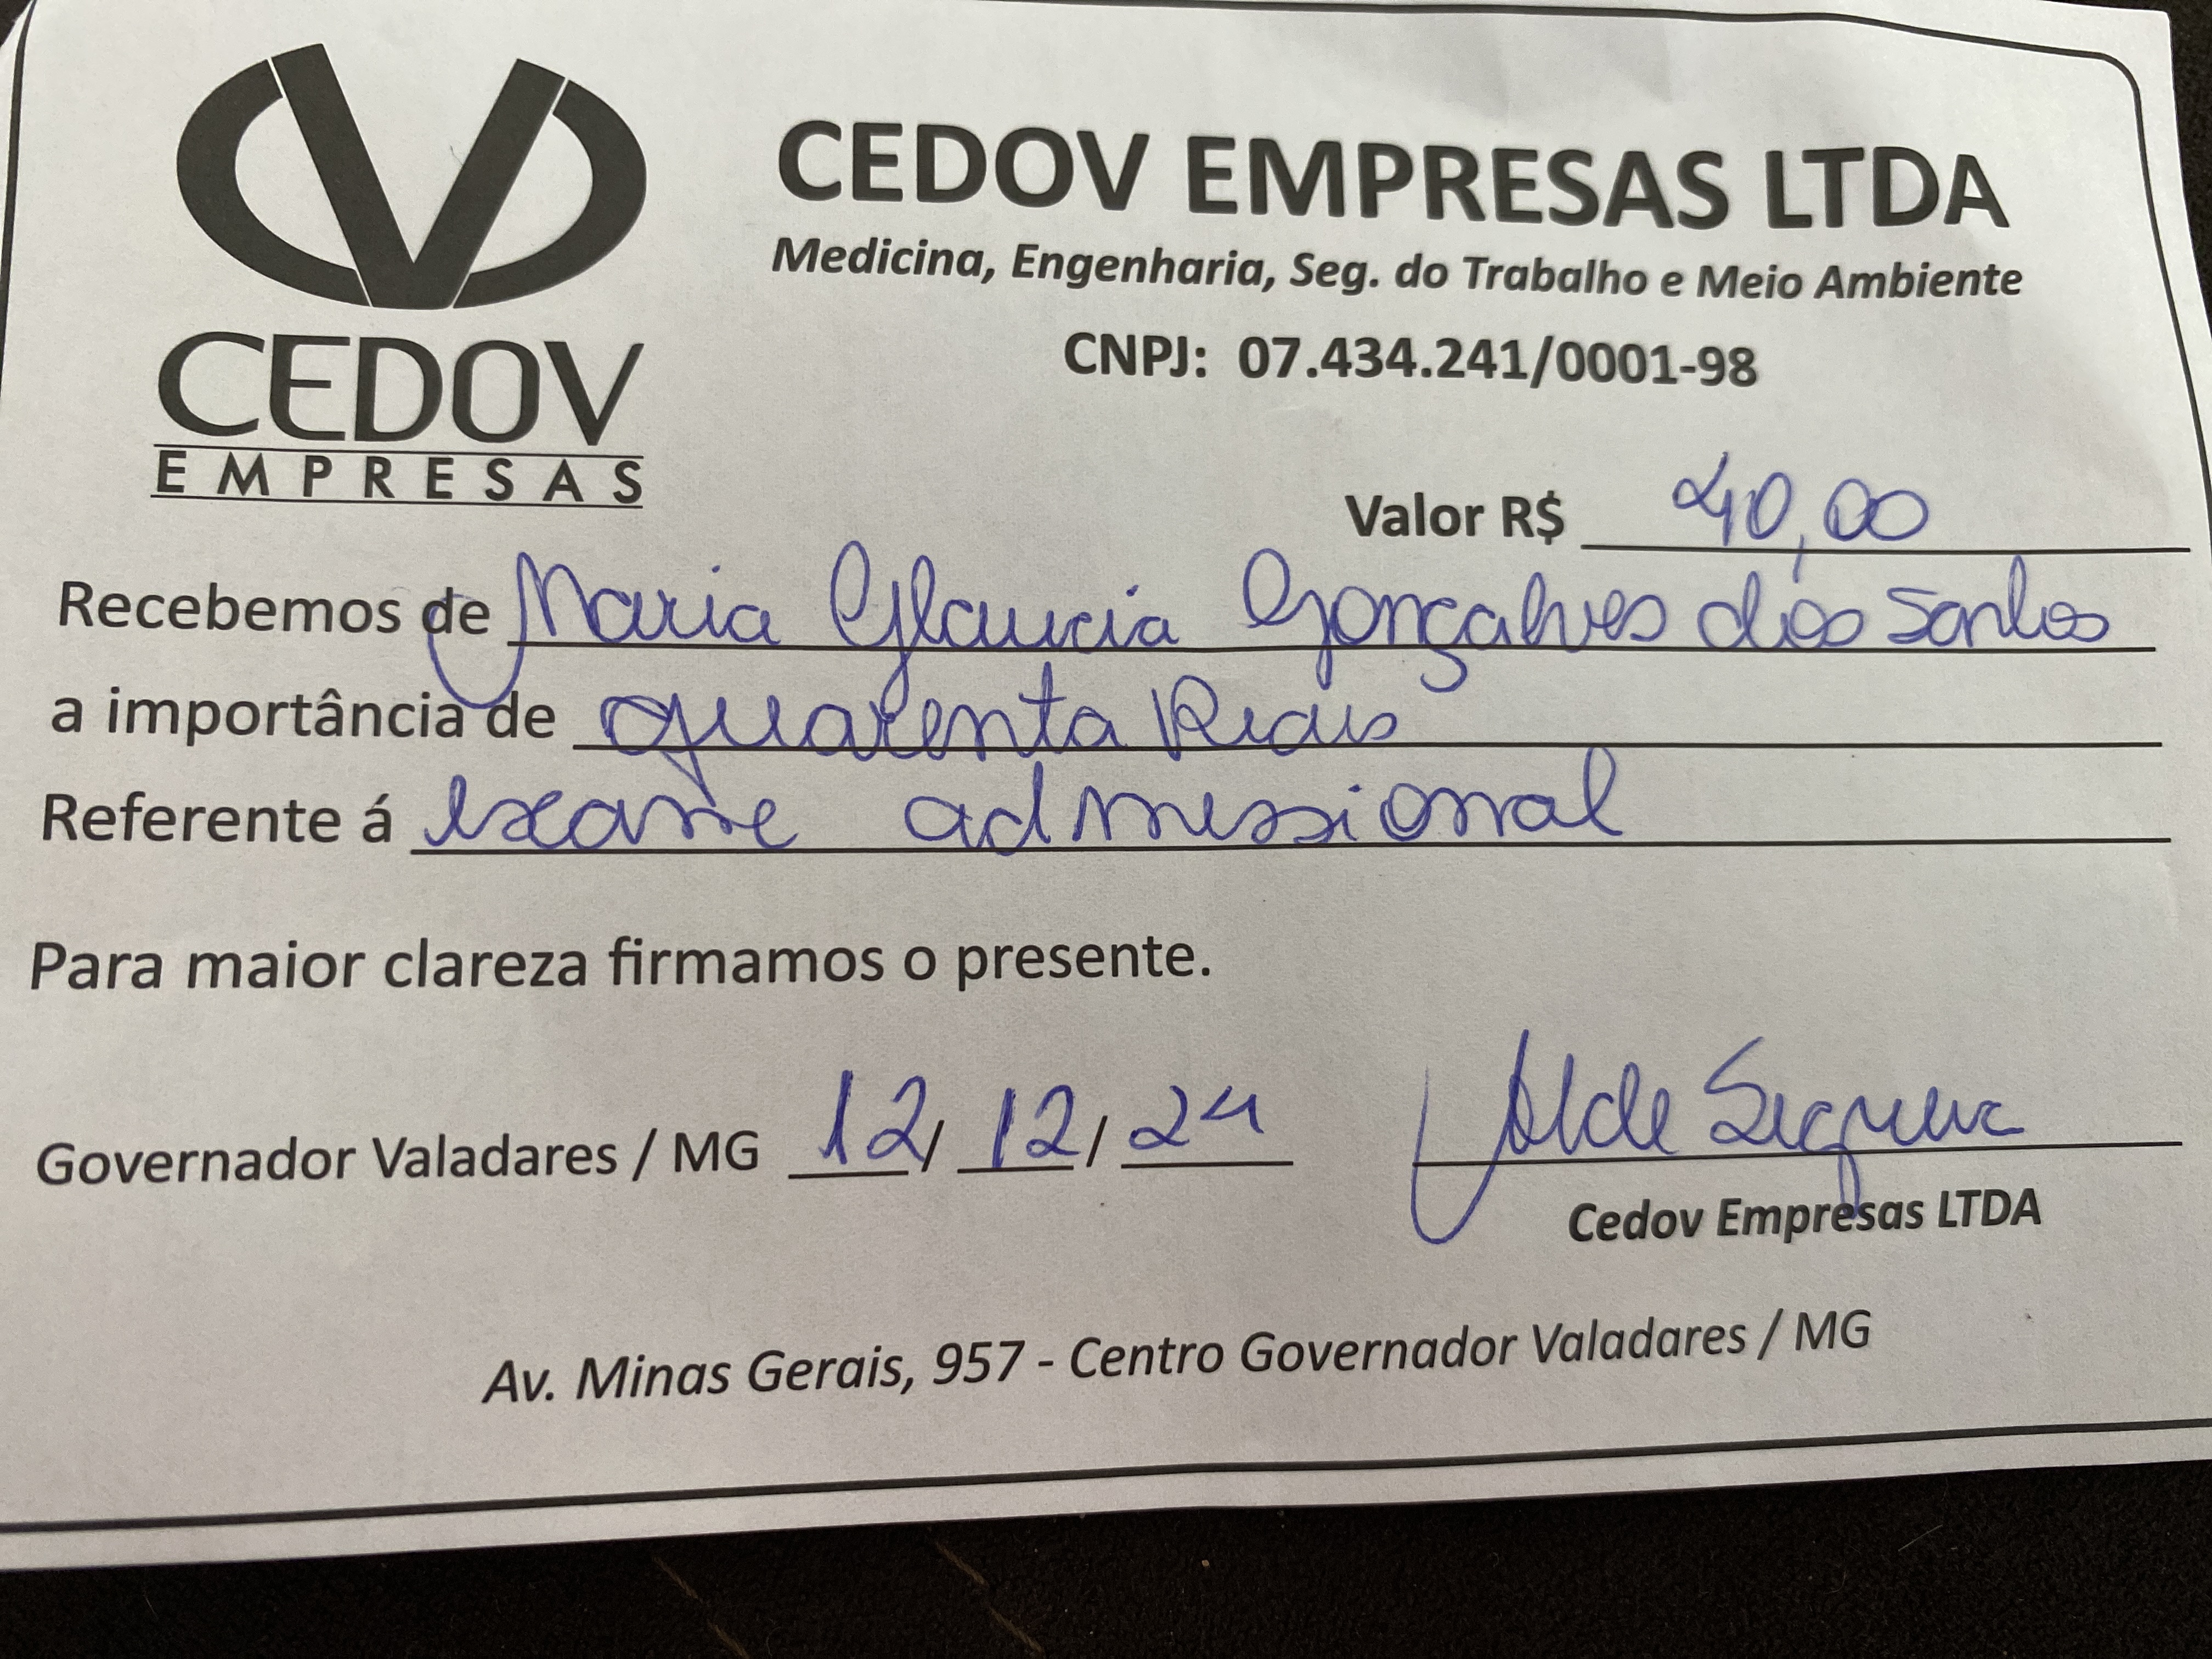 CEDOV
EMPRESAS
CEDOV EMPRESAS LTDA
Medicina, Engenharia, Seg. do Trabalho e Meio Ambiente
CNPJ: 07.434.241/0001-98
Valor R$ 40,00
Recebemos de Maria Glaucia Gonçalves dos Santos
a importância de quarenta Reais
Referente á Exame admissional
Para maior clareza firmamos o presente.
Governador Valadares / MG 12/12/24
Cedov Empresas LTDA
Av. Minas Gerais, 957 - Centro Governador Valadares / MG